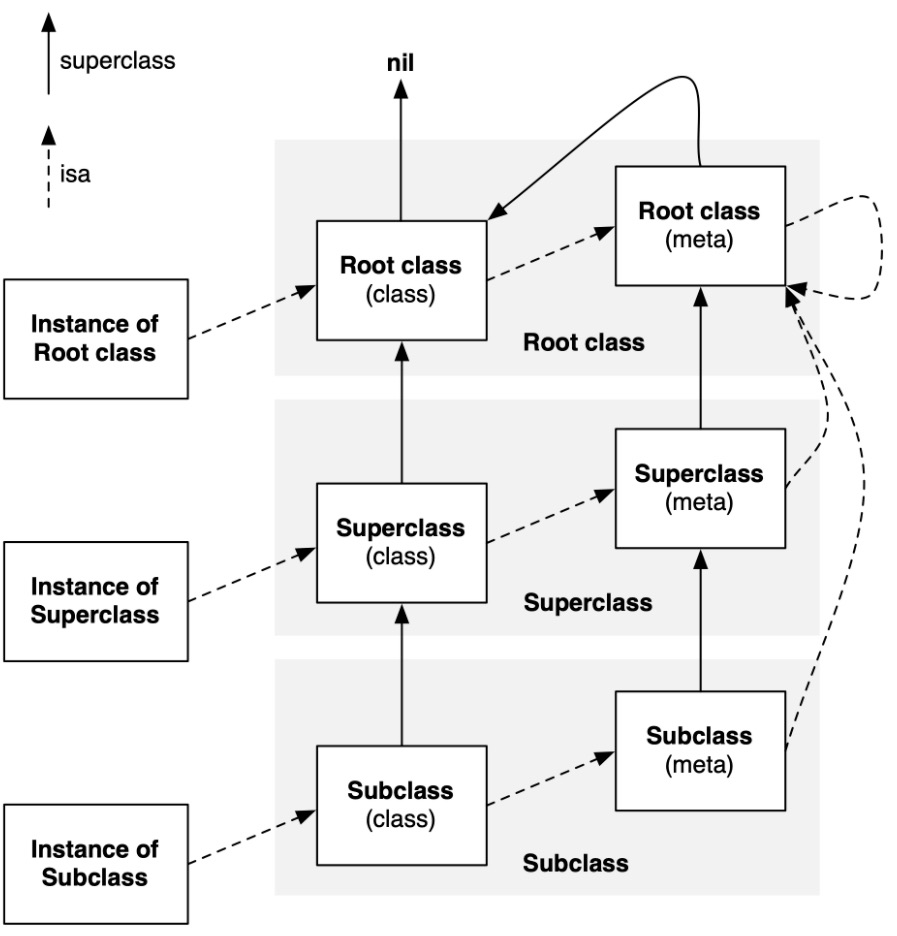 superclass
isa
nil
Root class
(meta)
Root class
(class)
Instance of
Root class
Root class
Superclass
(meta)
Superclass
(class)
Instance of
Superclass
Superclass
Subclass
(meta)
Subclass
(class)
Instance of
Subclass
Subclass